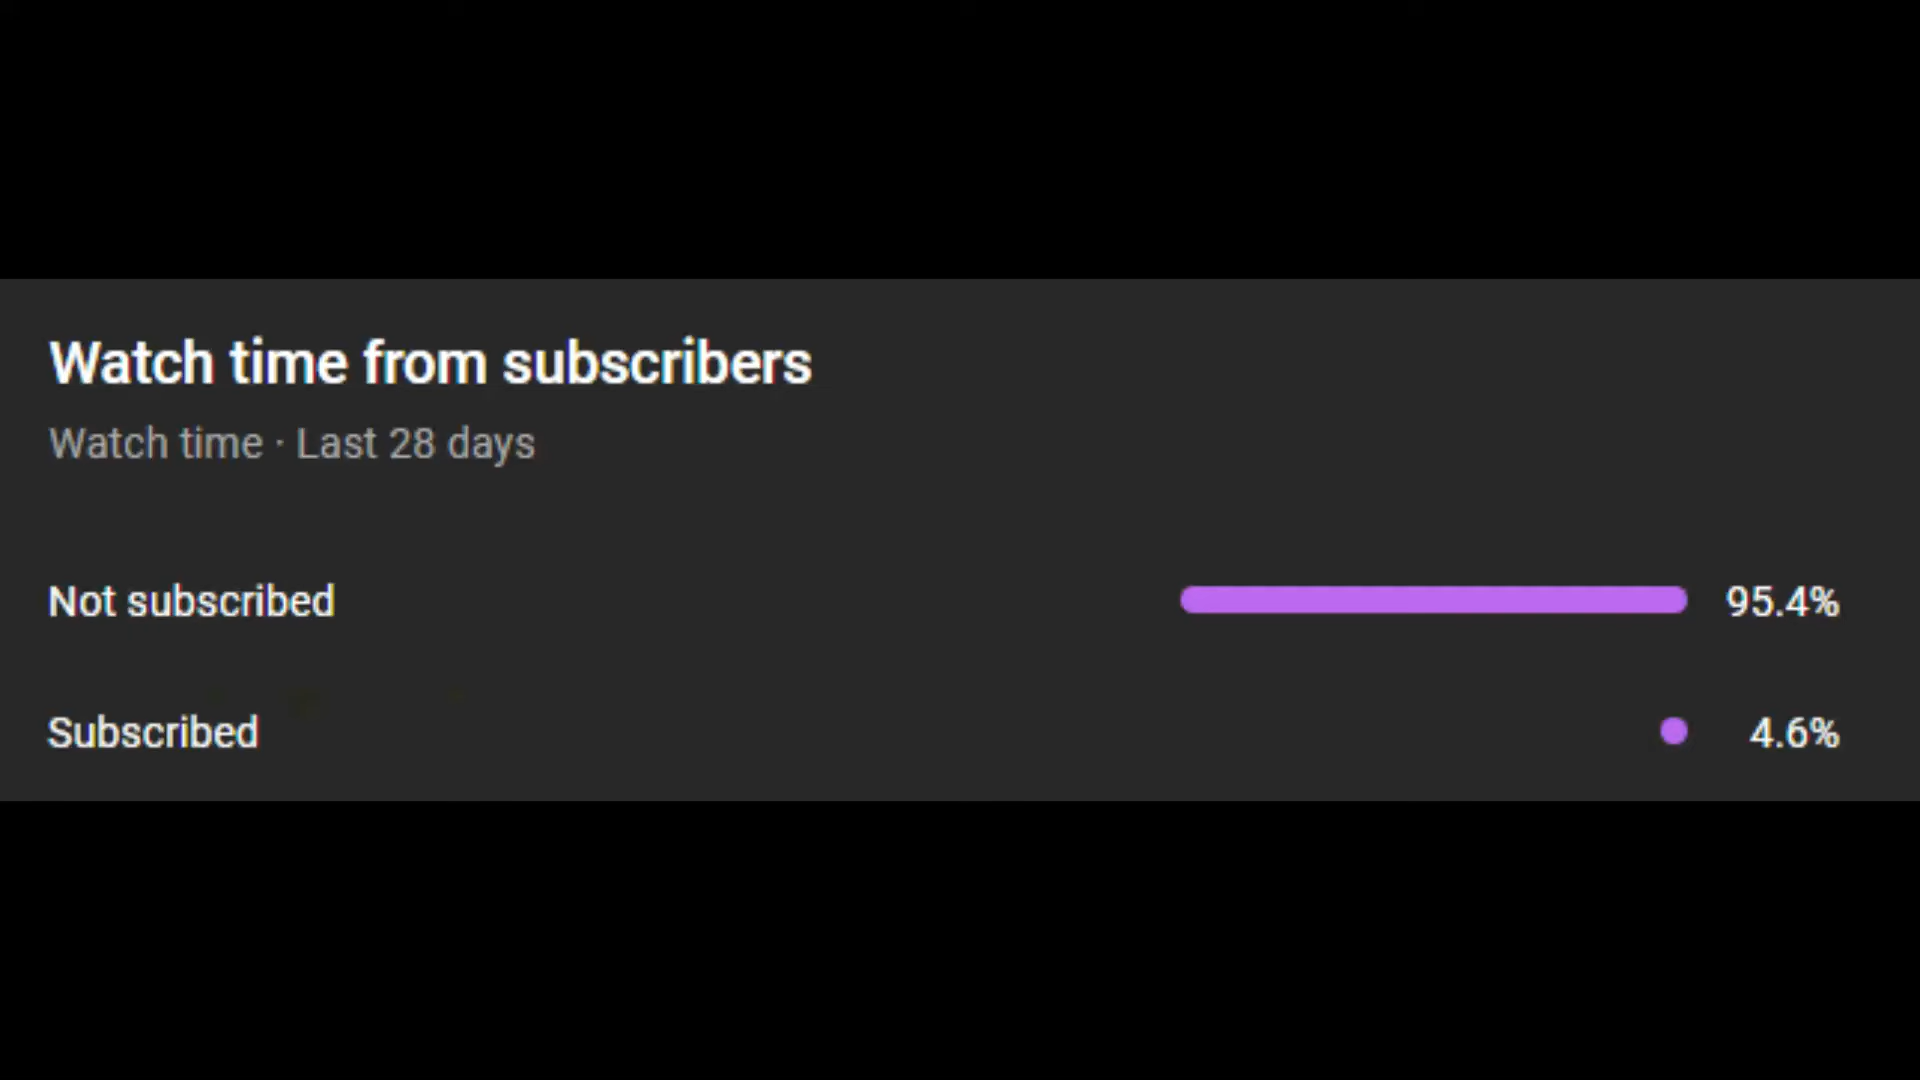 Watch time from subscribers
Watch time · Last 28 days
Not subscribed 95.4%
Subscribed 4.6%